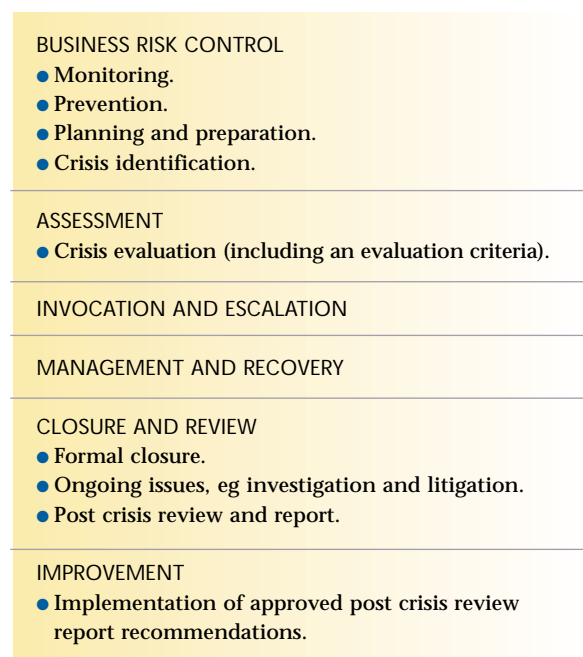 BUSINESS RISK CONTROL
● Monitoring.
● Prevention.
● Planning and preparation.
● Crisis identification.
ASSESSMENT
● Crisis evaluation (including an evaluation criteria).
INVOCATION AND ESCALATION
MANAGEMENT AND RECOVERY
CLOSURE AND REVIEW
● Formal closure.
● Ongoing issues, eg investigation and litigation.
● Post crisis review and report.
IMPROVEMENT
● Implementation of approved post crisis review
report recommendations.